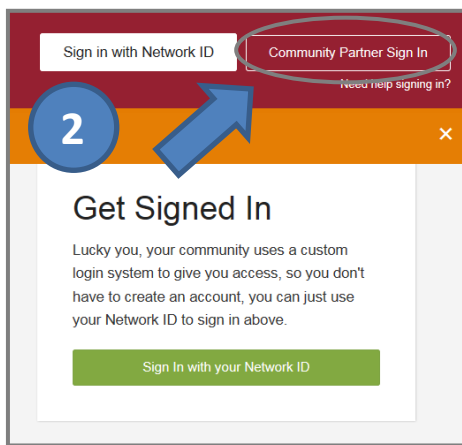 Sign in with Network ID
Community Partner Sign In
Need help signing in?
2
×
Get Signed In
Lucky you, your community uses a custom
login system to give you access, so you don't
have to create an account, you can just use
your Network ID to sign in above.
Sign In with your Network ID